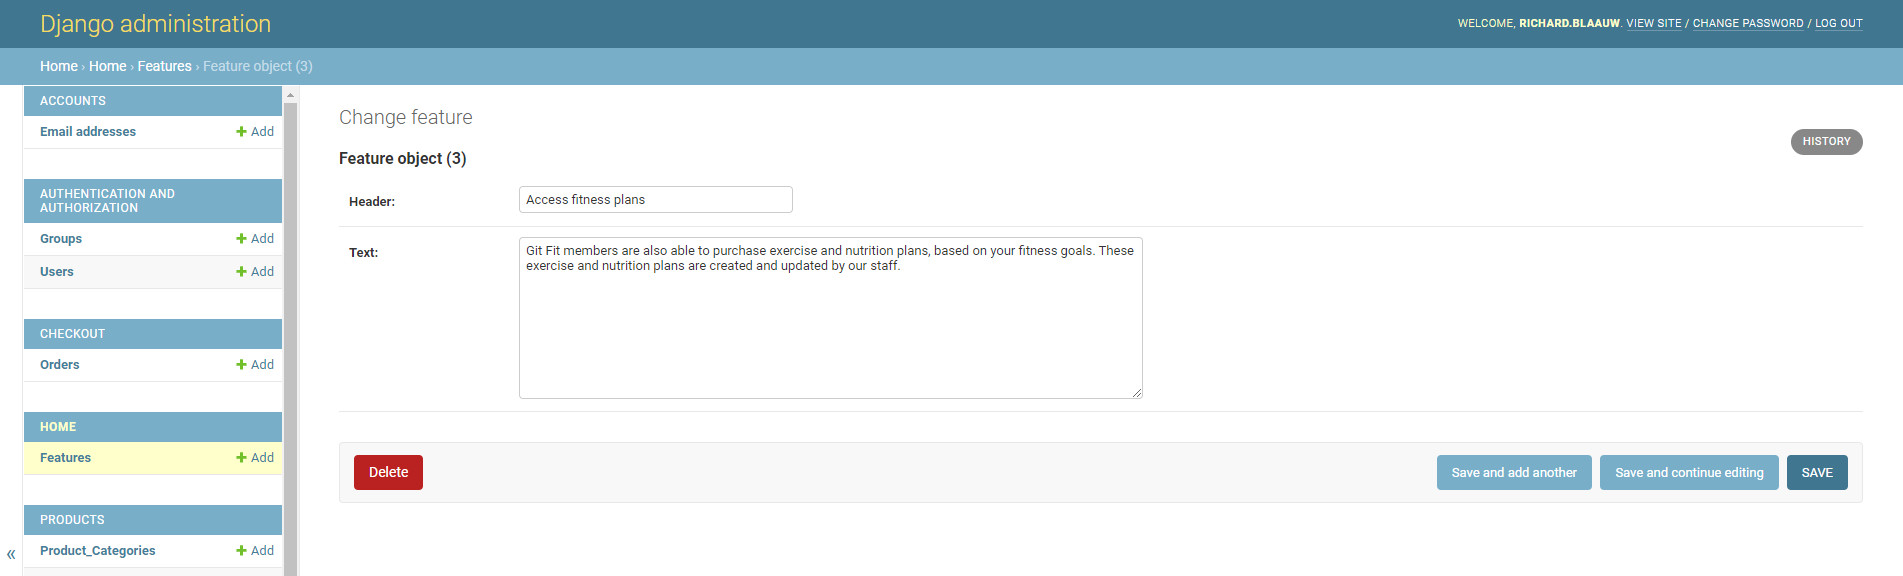 Django administration
WELCOME, RICHARD.BLAAUW. VIEW SITE / CHANGE PASSWORD / LOG OUT
Home › Home › Features › Feature object (3)
ACCOUNTS
Email addresses + Add
AUTHENTICATION AND
AUTHORIZATION
Groups + Add
Users + Add
CHECKOUT
Orders + Add
HOME
Features + Add
PRODUCTS
Product_Categories + Add
«
Change feature
HISTORY
Feature object (3)
Header: Access fitness plans
Text: Git Fit members are also able to purchase exercise and nutrition plans, based on your fitness goals. These
exercise and nutrition plans are created and updated by our staff.
Delete
Save and add another
Save and continue editing
SAVE